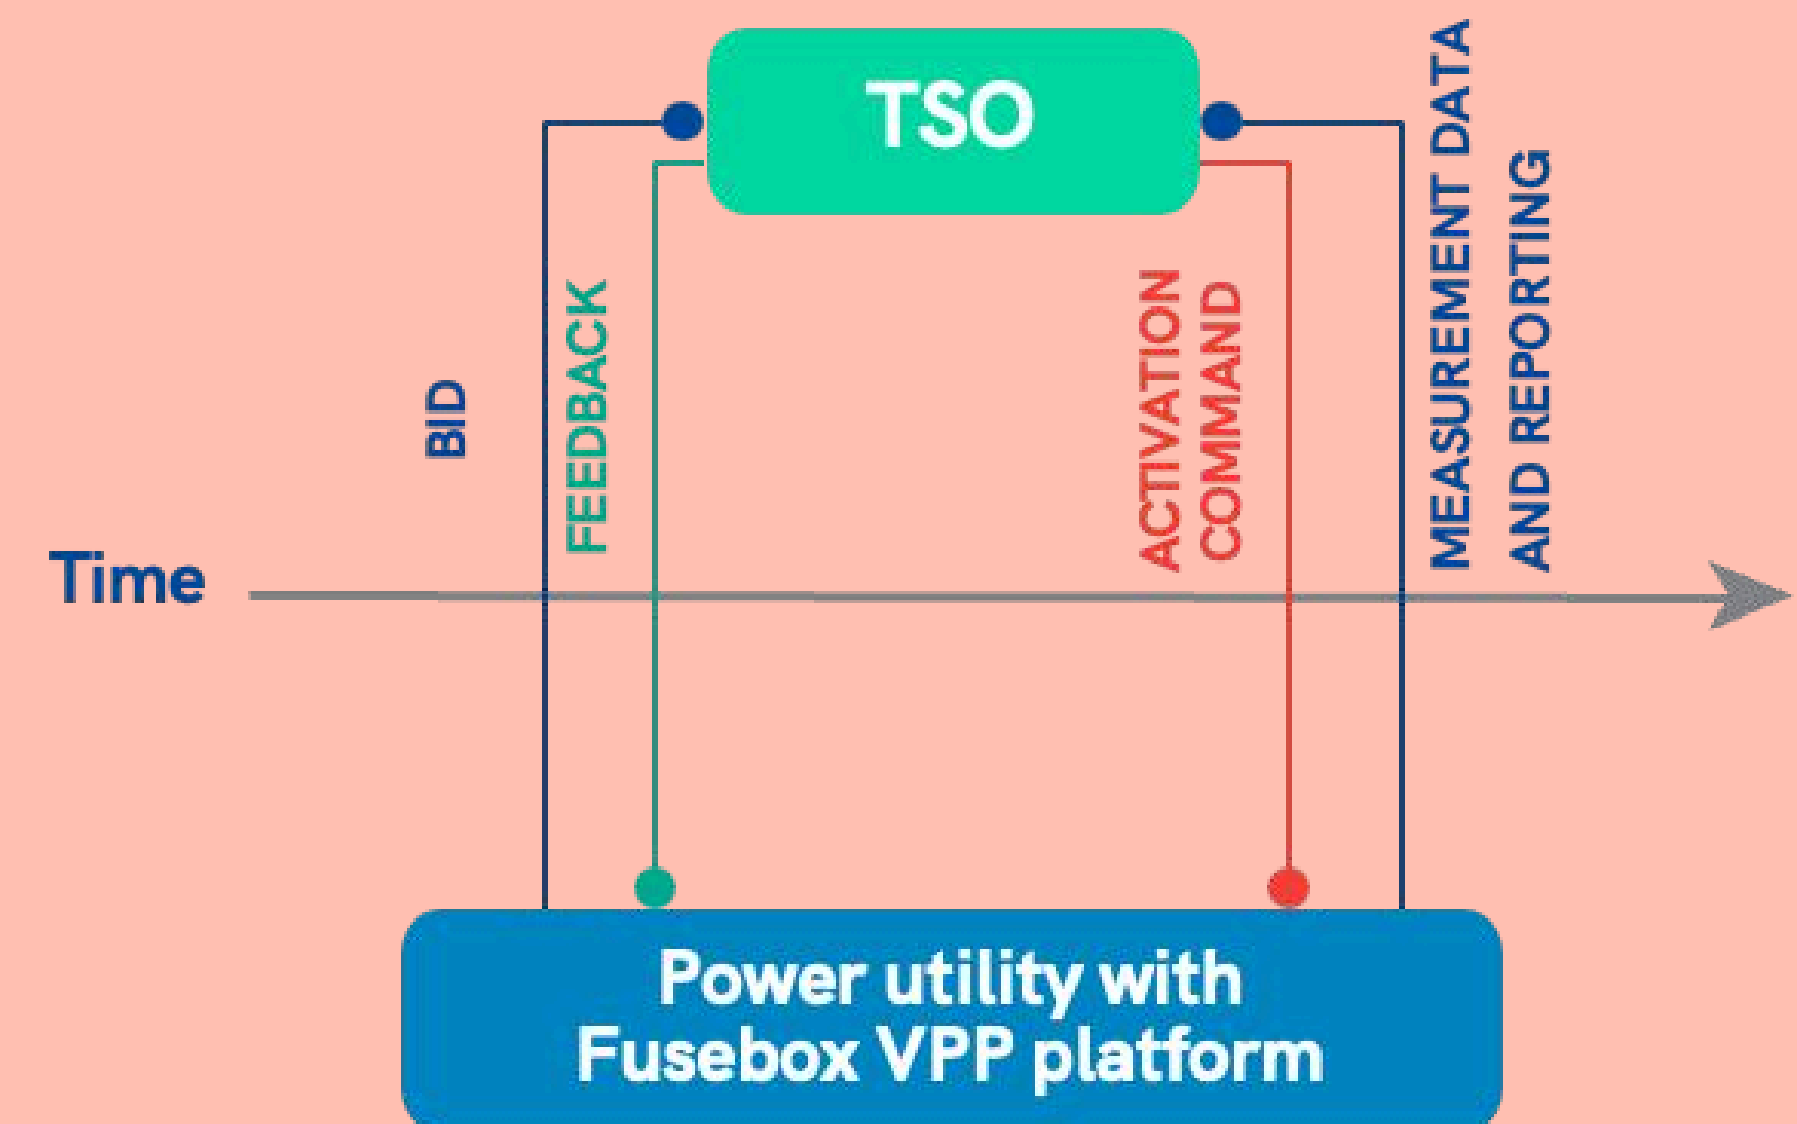 TSO
BID
FEEDBACK
ACTIVATION
COMMAND
MEASUREMENT DATA
AND REPORTING
Time
Power utility with
Fusebox VPP platform